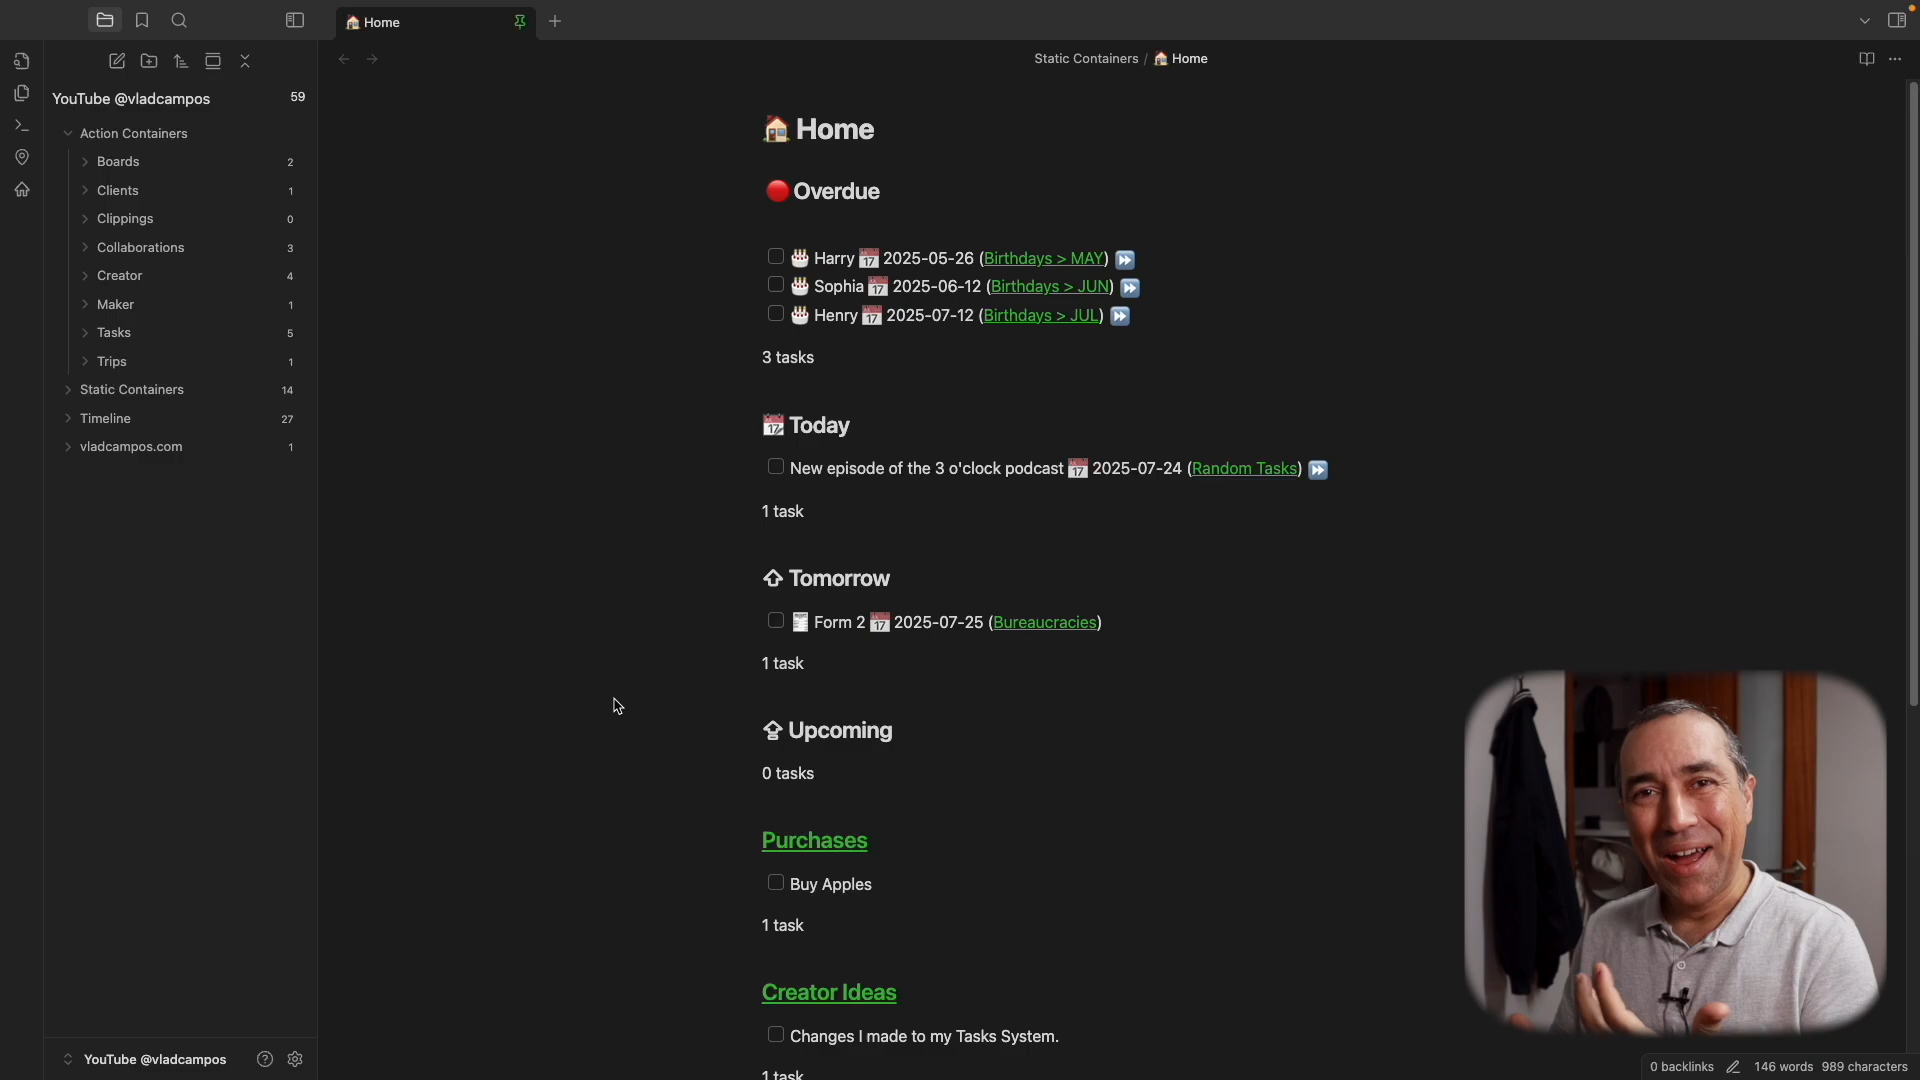 Home
Static Containers / 🏠 Home
YouTube @vladcampos 59
Action Containers
Boards 2
Clients 1
Clippings 0
Collaborations 3
Creator 4
Maker 1
Tasks 5
Trips 1
Static Containers 14
Timeline 27
vladcampos.com 1
YouTube @vladcampos
🏠 Home
🔴 Overdue
🎂 Harry 📅 2025-05-26 (Birthdays > MAY) ⏩
🎂 Sophia 📅 2025-06-12 (Birthdays > JUN) ⏩
🎂 Henry 📅 2025-07-12 (Birthdays > JUL) ⏩
3 tasks
📆 Today
New episode of the 3 o'clock podcast 📅 2025-07-24 (Random Tasks) ⏩
1 task
Tomorrow
🧾 Form 2 📅 2025-07-25 (Bureaucracies)
1 task
Upcoming
0 tasks
Purchases
Buy Apples
1 task
Creator Ideas
Changes I made to my Tasks System.
1 task
0 backlinks 146 words 989 characters